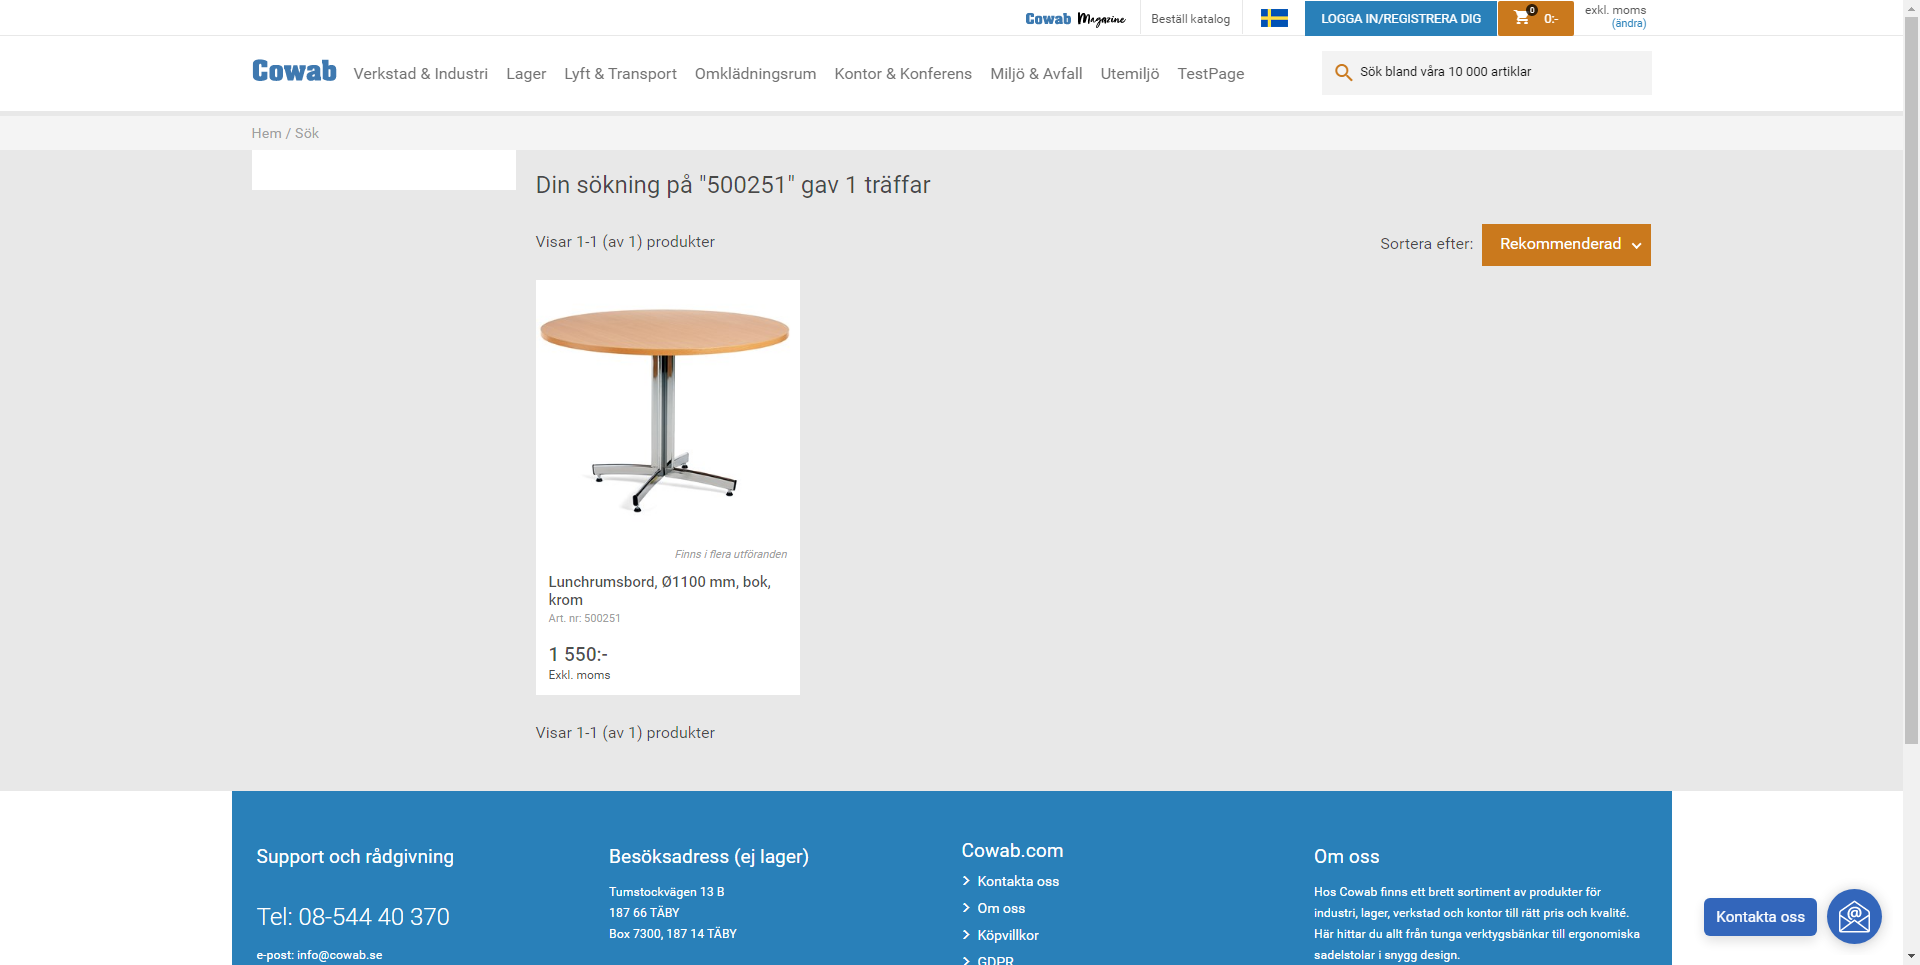 Cowab Magazine
Beställ katalog
LOGGA IN/REGISTRERA DIG
0
0:-
exkl. moms
(ändra)
Cowab
Verkstad & Industri
Lager
Lyft & Transport
Omklädningsrum
Kontor & Konferens
Miljö & Avfall
Utemiljö
TestPage
Sök bland våra 10 000 artiklar
Hem / Sök
Din sökning på "500251" gav 1 träffar
Visar 1-1 (av 1) produkter
Sortera efter:
Rekommenderad
Finns i flera utföranden
Lunchrumsbord, Ø1100 mm, bok,
krom
Art. nr: 500251
1 550:-
Exkl. moms
Visar 1-1 (av 1) produkter
Support och rådgivning
Tel: 08-544 40 370
e-post: info@cowab.se
Besöksadress (ej lager)
Tumstockvägen 13 B
187 66 TÄBY
Box 7300, 187 14 TÄBY
Cowab.com
Kontakta oss
Om oss
Köpvillkor
GDPR
Om oss
Hos Cowab finns ett brett sortiment av produkter för
industri, lager, verkstad och kontor till rätt pris och kvalité.
Här hittar du allt från tunga verktygsbänkar till ergonomiska
sadelstolar i snygg design.
Kontakta oss